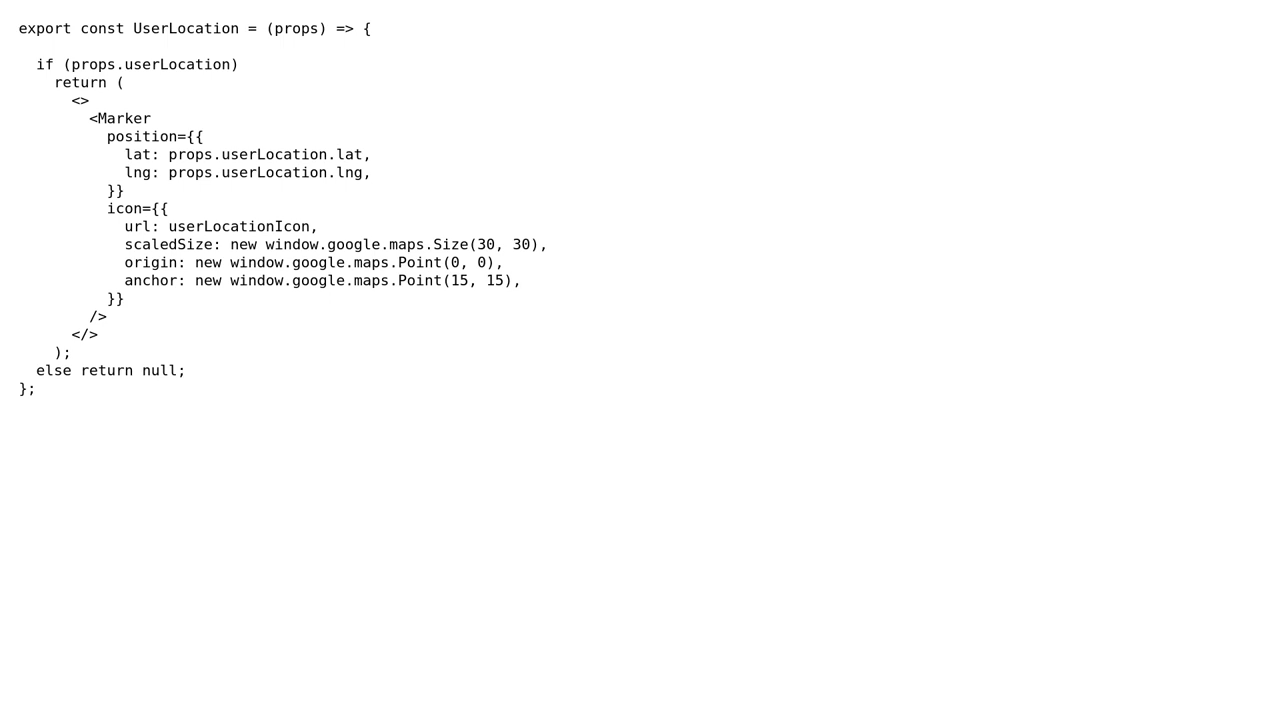 export const UserLocation = (props) => {

  if (props.userLocation)
    return (
      <>
        <Marker
          position={{
            lat: props.userLocation.lat,
            lng: props.userLocation.lng,
          }}
          icon={{
            url: userLocationIcon,
            scaledSize: new window.google.maps.Size(30, 30),
            origin: new window.google.maps.Point(0, 0),
            anchor: new window.google.maps.Point(15, 15),
          }}
        />
      </>
    );
  else return null;
};